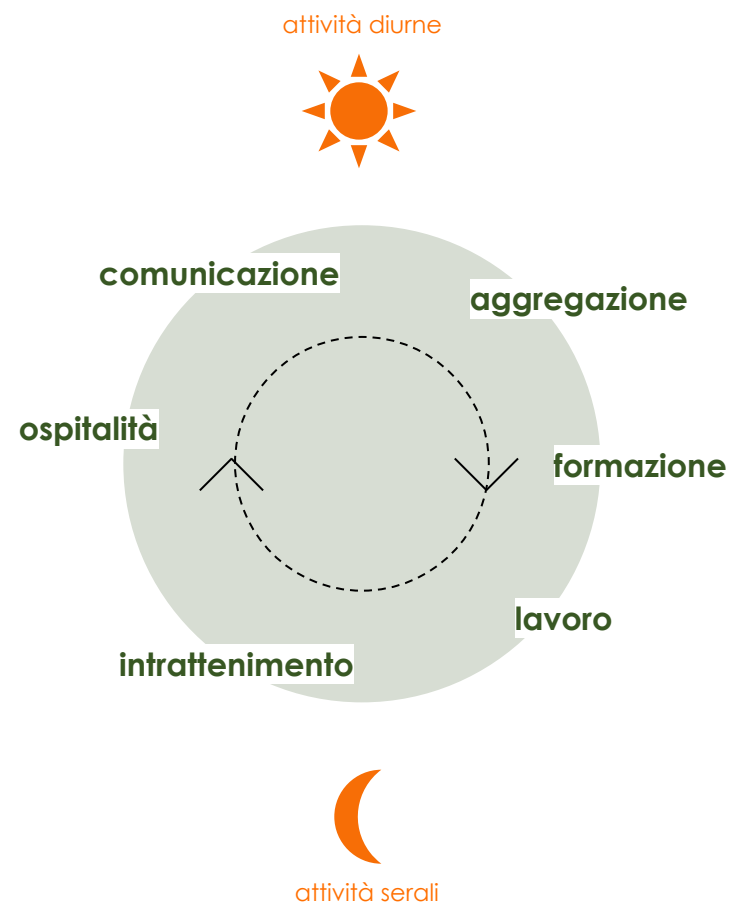 attività diurne
comunicazione
aggregazione
ospitalità
formazione
lavoro
intrattenimento
attività serali